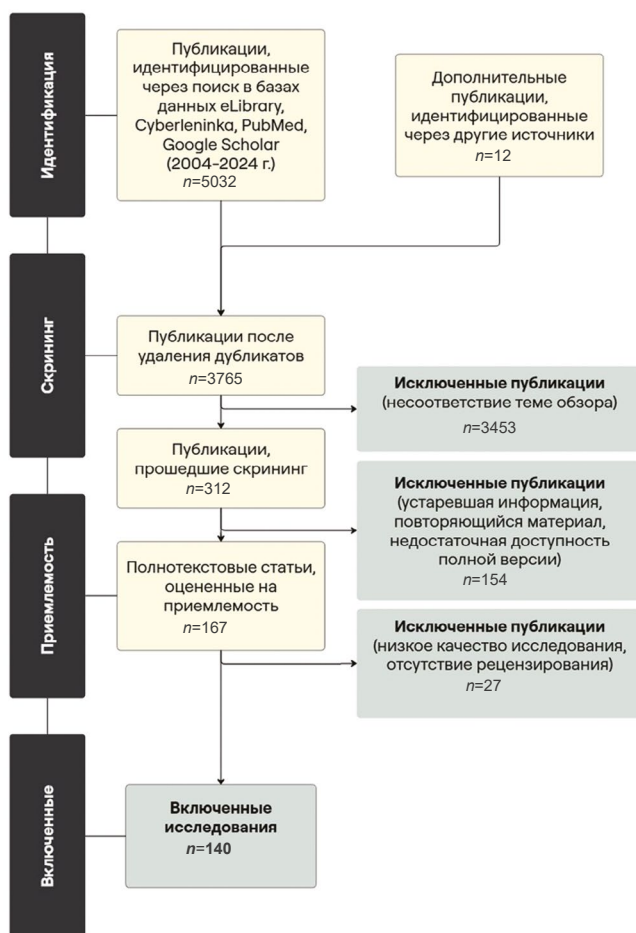 Идентификация
Публикации,
идентифицированные
через поиск в базах
данных eLibrary,
Cyberleninka, PubMed,
Google Scholar
(2004–2024 г.)
n=5032
Дополнительные
публикации,
идентифицированные
через другие источники
n=12
Скрининг
Публикации после
удаления дубликатов
n=3765
Исключенные публикации
(несоответствие теме обзора)
n=3453
Публикации,
прошедшие скрининг
n=312
Исключенные публикации
(устаревшая информация,
повторяющийся материал,
недостаточная доступность
полной версии)
n=154
Приемлемость
Полнотекстовые статьи,
оцененные на
приемлемость
n=167
Исключенные публикации
(низкое качество исследования,
отсутствие рецензирования)
n=27
Включенные
Включенные
исследования
n=140